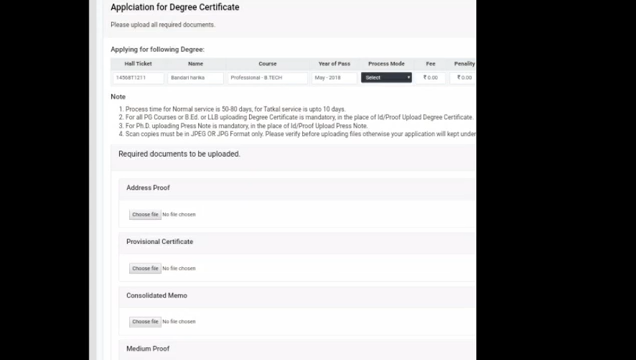 Applciation for Degree Certificate
Please upload all required documents.
Applying for following Degree:
Hall Ticket Name Course Year of Pass Process Mode Fee Penality
1456871211 Bandari harika Professional - B.TECH May - 2018 Select ₹ 0.00 ₹ 0.00
Note
1. Process time for Normal service is 50-80 days, for Tatkal service is upto 10 days.
2. For all PG Courses or B.Ed. or LLB uploading Degree Certificate is mandatory, in the place of Id/Proof Upload Degree Certificate.
3. For Ph.D. uploading Press Note is mandatory, in the place of Id/Proof Upload Press Note.
4. Scan copies must be in JPEG OR JPG Format only. Please verify before uploading files otherwise your application will kept under
Required documents to be uploaded.
Address Proof
Choose file No file chosen
Provisional Certificate
Choose file No file chosen
Consolidated Memo
Choose file No file chosen
Medium Proof